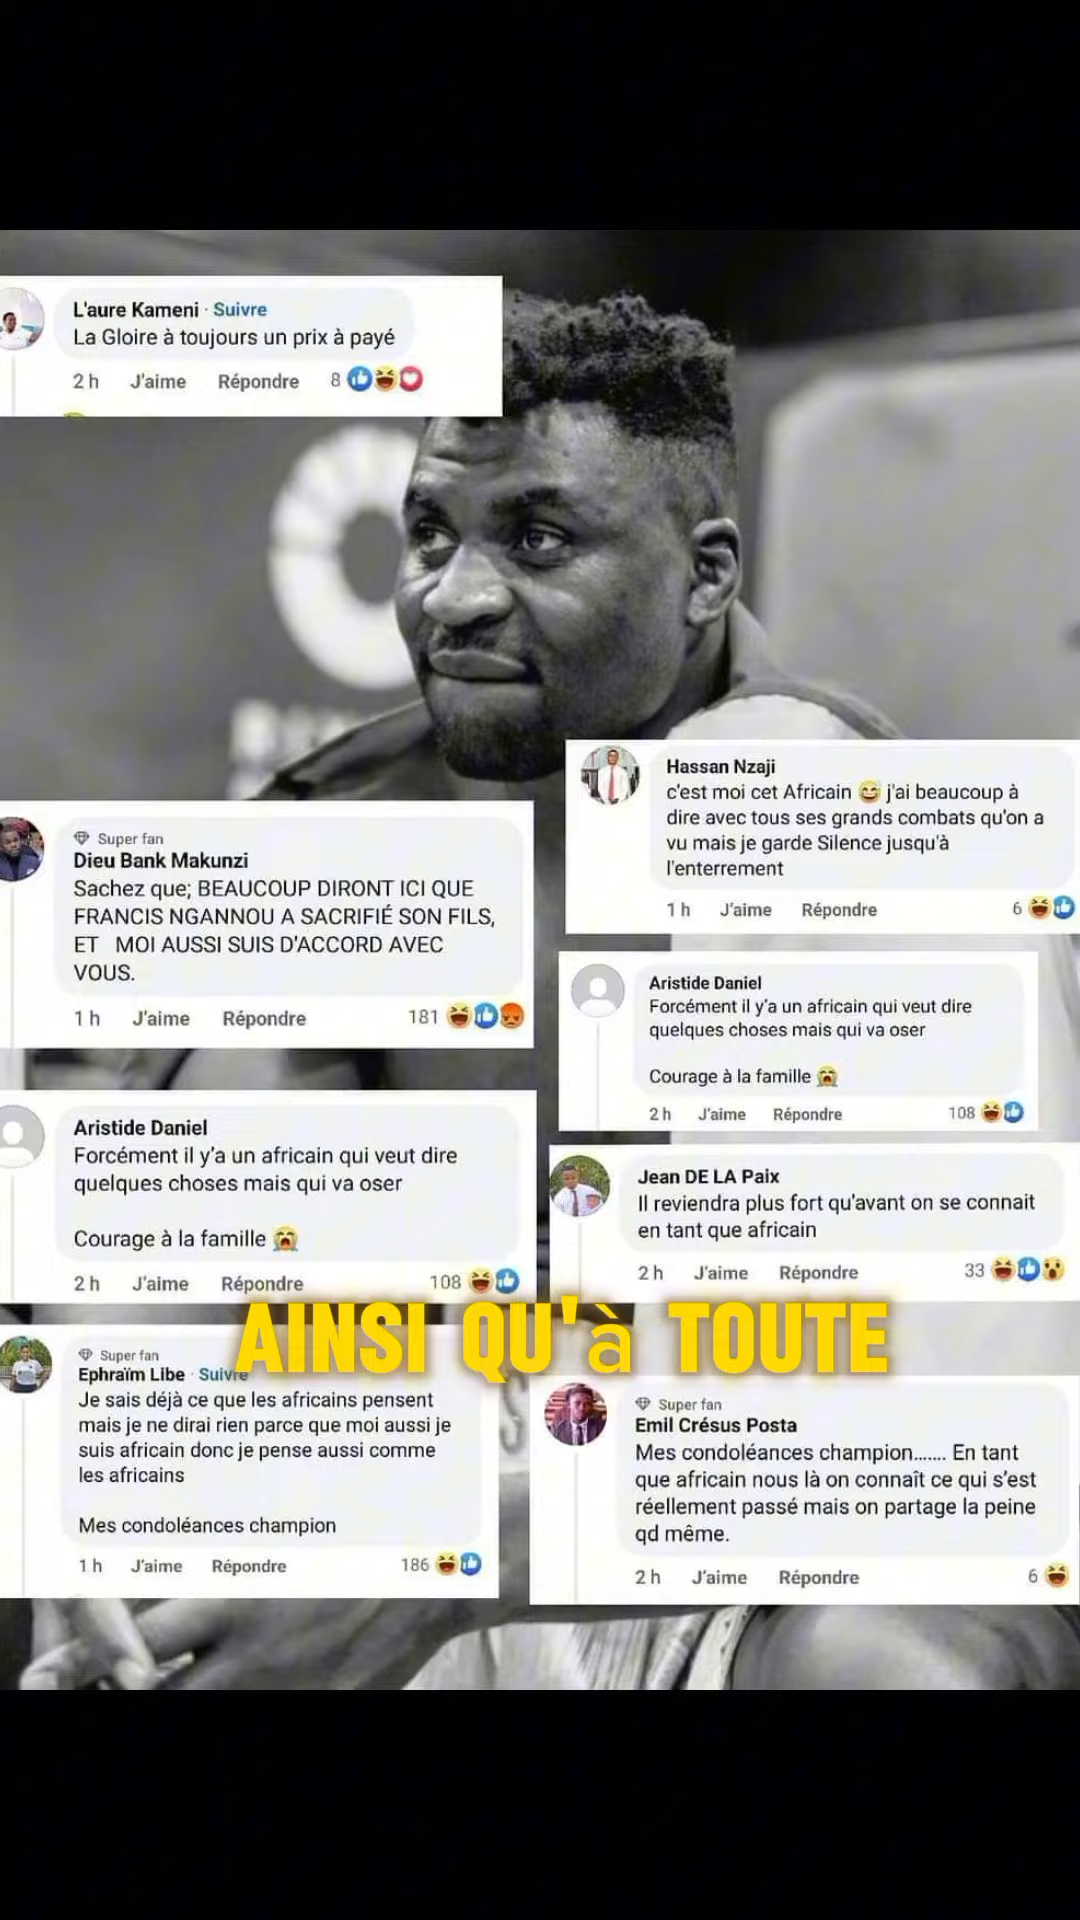 L'aure Kameni · Suivre
La Gloire à toujours un prix à payé
2 h J'aime Répondre 8
Hassan Nzaji
c'est moi cet Africain 😅 j'ai beaucoup à
dire avec tous ses grands combats qu'on a
vu mais je garde Silence jusqu'à
l'enterrement
1 h J'aime Répondre 6
Super fan
Dieu Bank Makunzi
Sachez que; BEAUCOUP DIRONT ICI QUE
FRANCIS NGANNOU A SACRIFIÉ SON FILS,
ET MOI AUSSI SUIS D'ACCORD AVEC
VOUS.
1 h J'aime Répondre 181
Aristide Daniel
Forcément il y'a un africain qui veut dire
quelques choses mais qui va oser
Courage à la famille 😭
2 h J'aime Répondre 108
Aristide Daniel
Forcément il y'a un africain qui veut dire
quelques choses mais qui va oser
Courage à la famille 😭
2 h J'aime Répondre 108
Jean DE LA Paix
Il reviendra plus fort qu'avant on se connait
en tant que africain
2 h J'aime Répondre 33
AINSI QU'à TOUTE
Super fan
Ephraïm Libe · Suivre
Je sais déjà ce que les africains pensent
mais je ne dirai rien parce que moi aussi je
suis africain donc je pense aussi comme
les africains
Mes condoléances champion
1 h J'aime Répondre 186
Super fan
Emil Crésus Posta
Mes condoléances champion....... En tant
que africain nous là on connaît ce qui s'est
réellement passé mais on partage la peine
qd même.
2 h J'aime Répondre 6